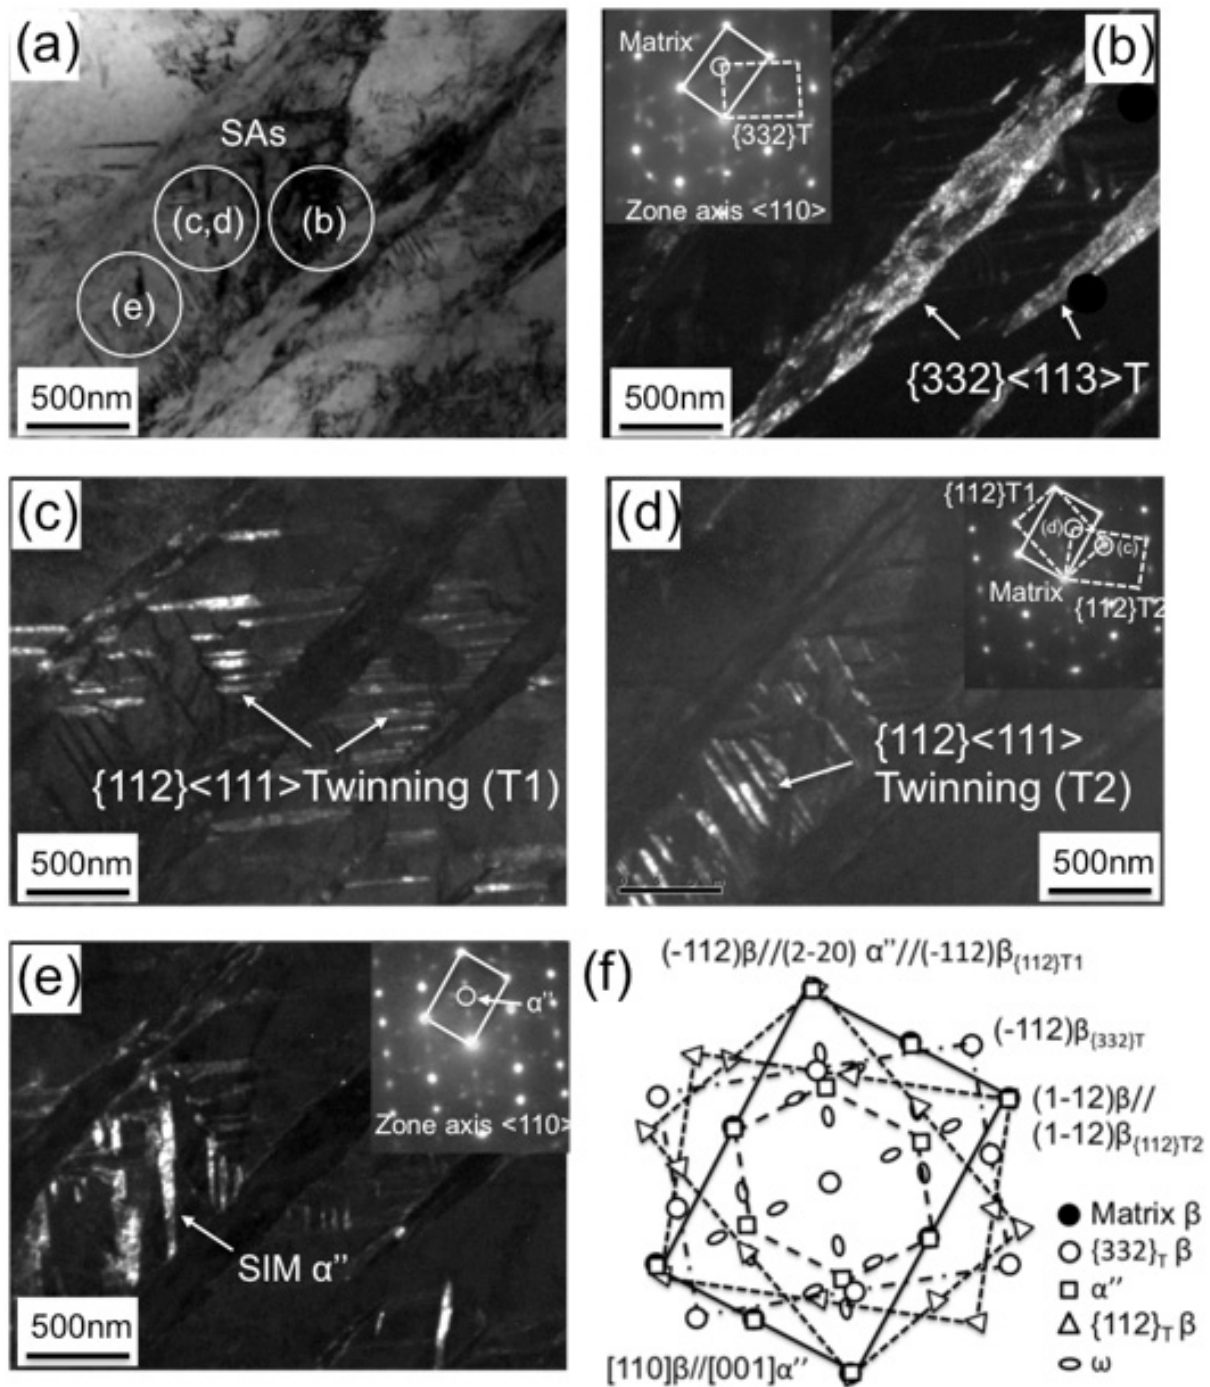 (a)
SAs
(c,d)
(b)
(e)
500nm
(b)
Matrix
{332}T
Zone axis <110>
{332}<113>T
500nm
(c)
{112}<111>Twinning (T1)
500nm
(d)
{112}T1
(d)
(c)
Matrix
{112}T2
{112}<111>
Twinning (T2)
500nm
(e)
α''
Zone axis <110>
SIM α''
500nm
(f)
(-112)β//(2-20) α''//(-112)β{112}T1
(-112)β{332}T
(1-12)β//
(1-12)β{112}T2
Matrix β
{332}T β
α''
{112}T β
ω
[110]β//[001]α''